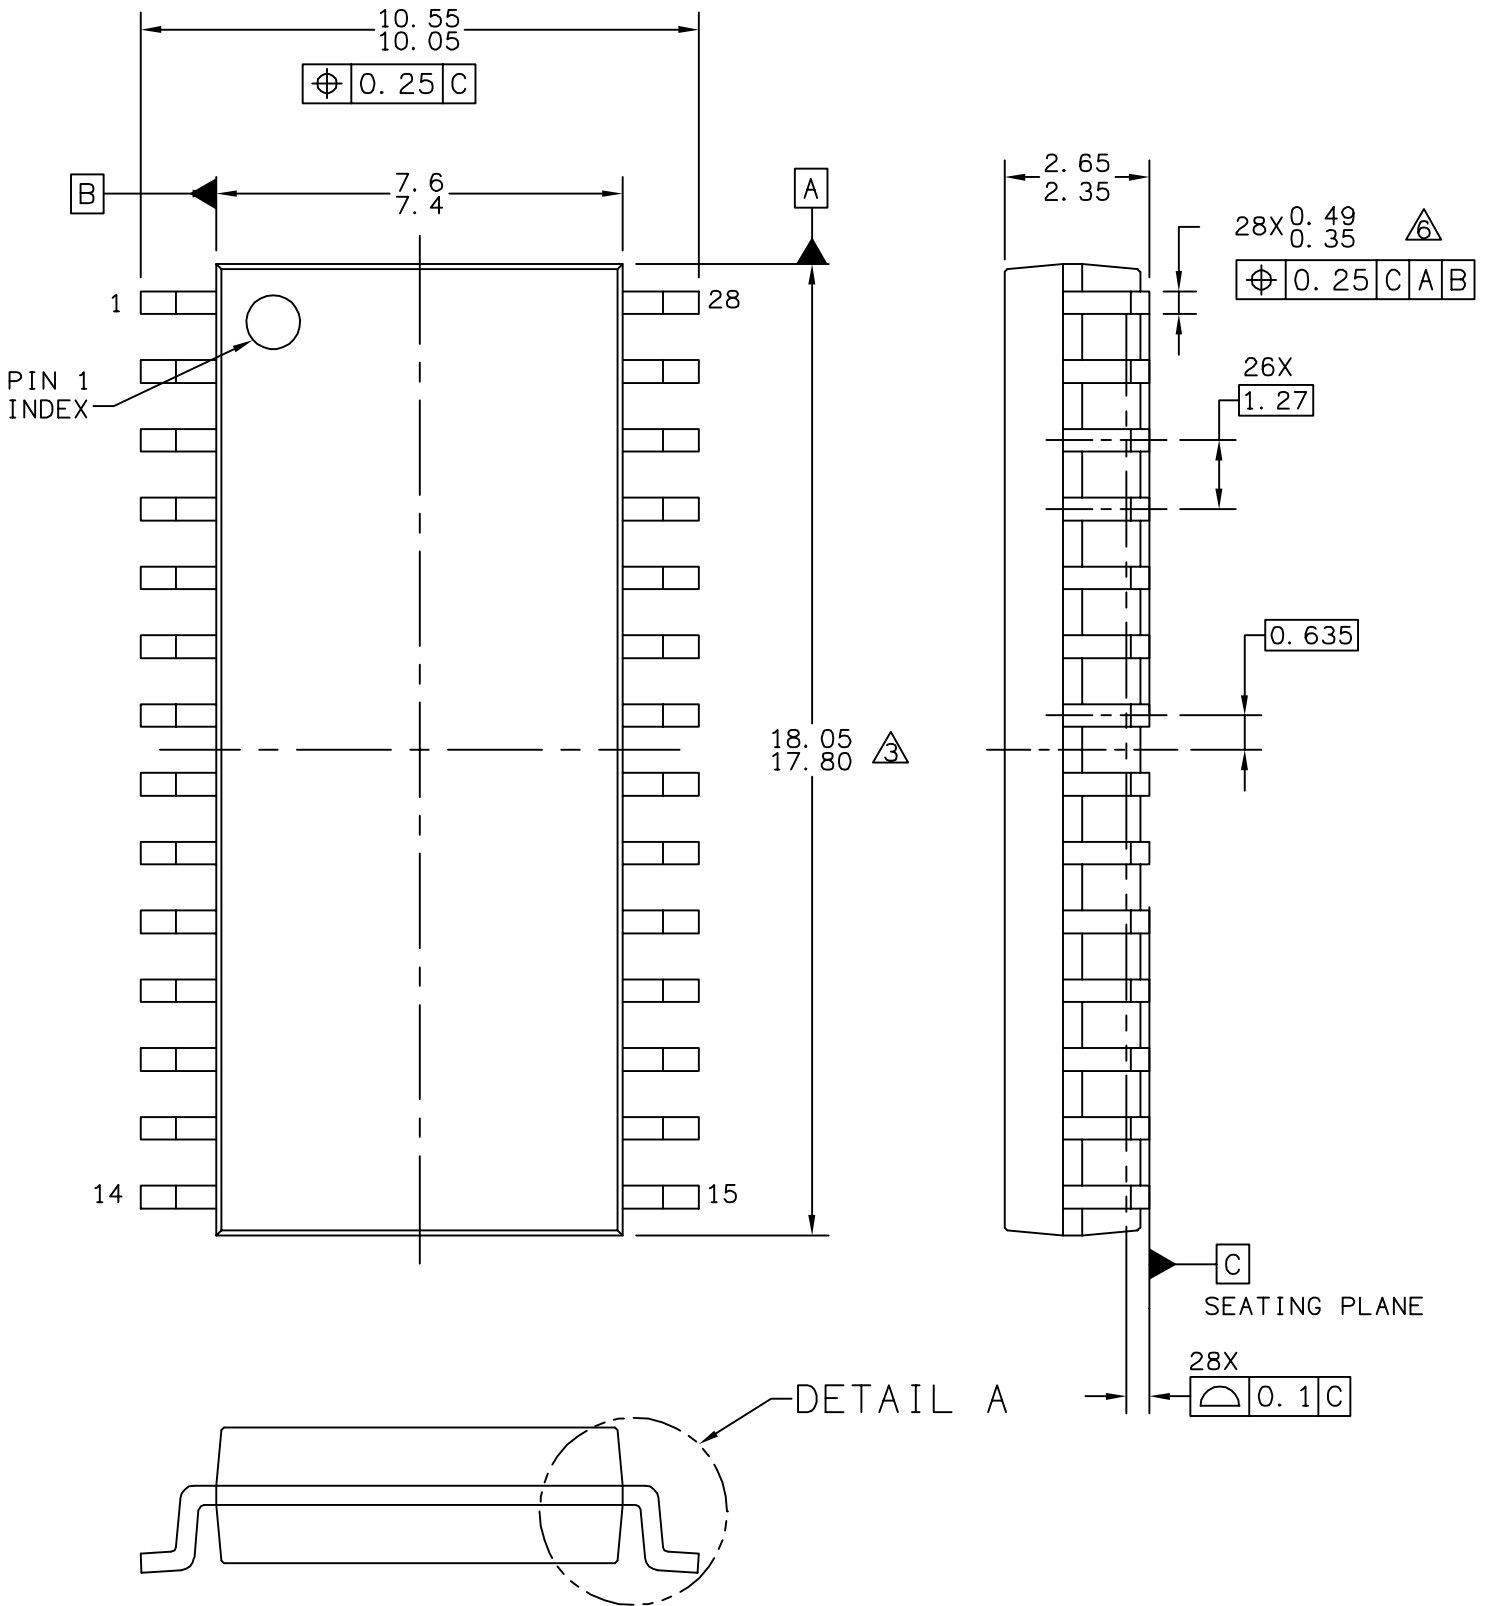 10.55
10.05
0.25 C
B
7.6
7.4
A
2.65
2.35
28X 0.49
0.35
6
0.25 C A B
1
28
PIN 1
INDEX
26X
1.27
0.635
18.05
17.80
3
14
15
C
SEATING PLANE
28X
0.1 C
DETAIL A